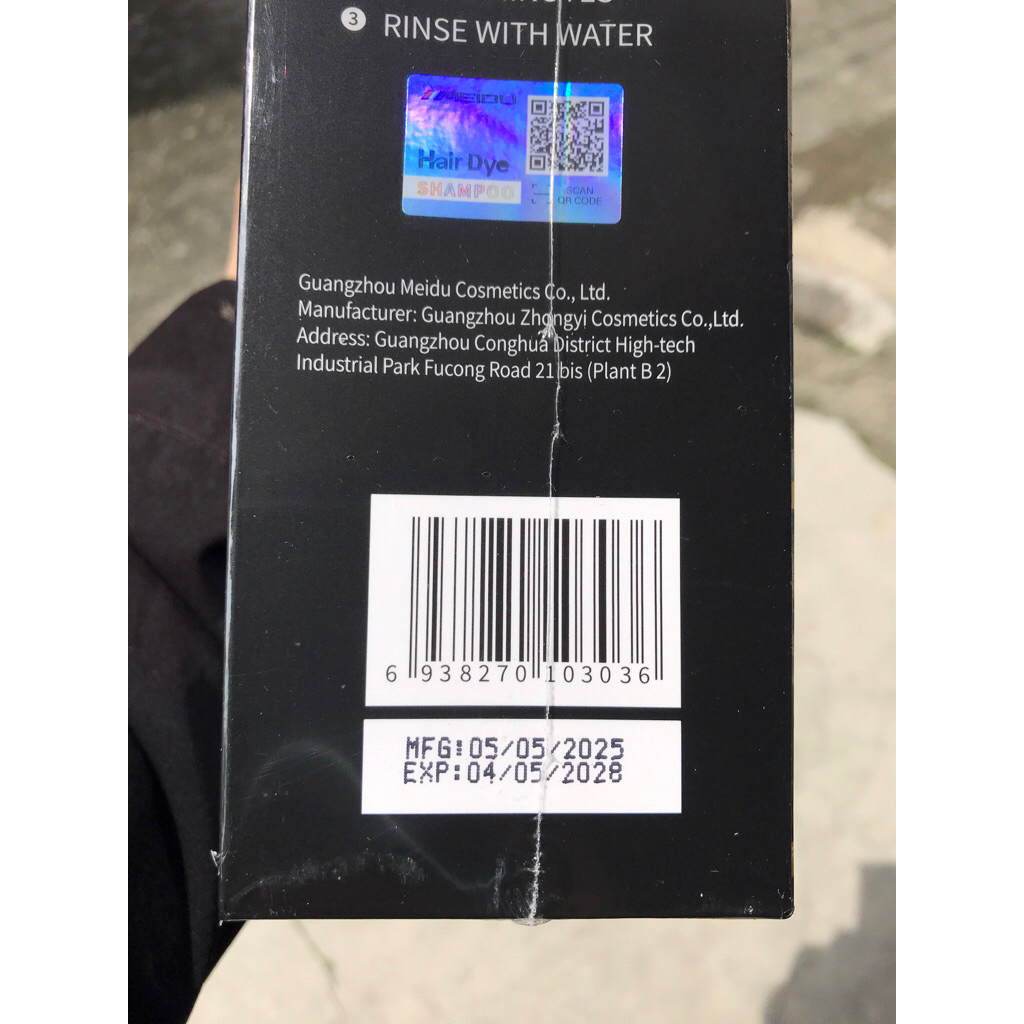 3 RINSE WITH WATER
MEIDU
Hair Dye
SHAMPOO
SCAN
QR CODE
Guangzhou Meidu Cosmetics Co., Ltd.
Manufacturer: Guangzhou Zhongyi Cosmetics Co.,Ltd.
Address: Guangzhou Conghua District High-tech
Industrial Park Fucong Road 21 bis (Plant B 2)
6 938270 103036
MFG:05/05/2025
EXP:04/05/2028